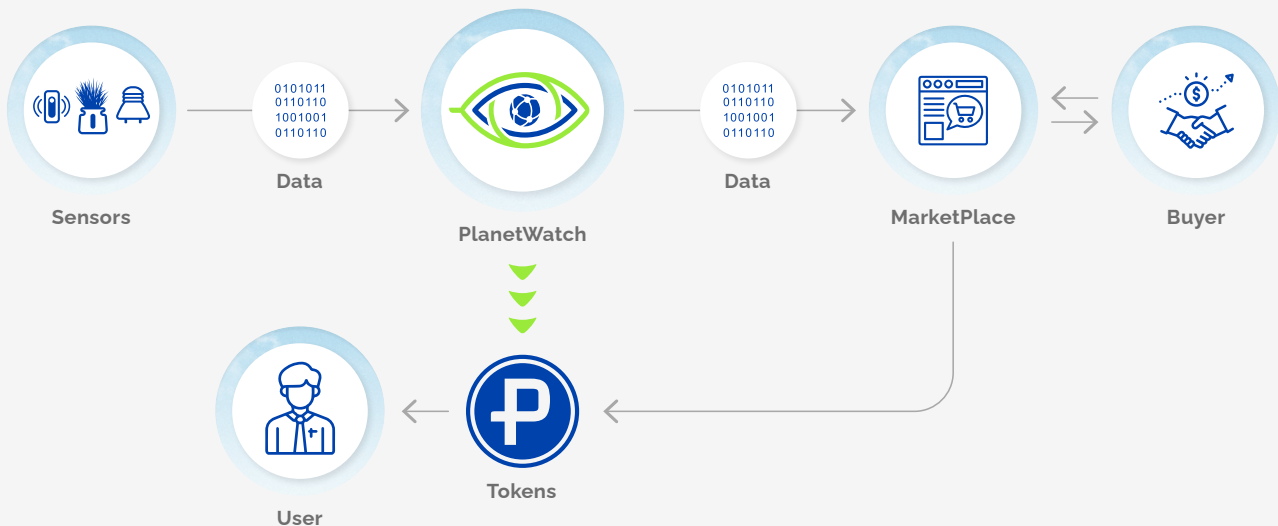 0101011
0110110
1001001
0110110
0101011
0110110
1001001
0110110
$
Data
Data
Sensors
MarketPlace
Buyer
PlanetWatch
P
Tokens
User